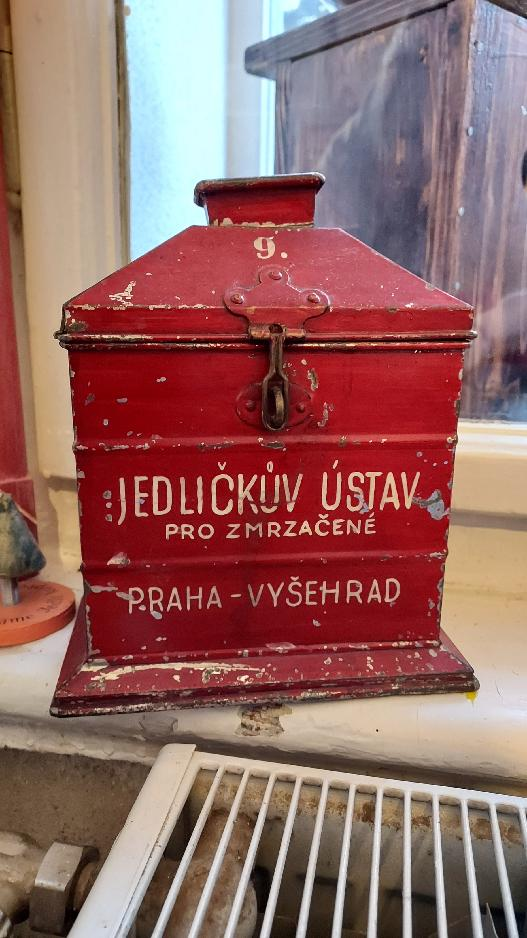 9.
JEDLIČKŮV ÚSTAV
PRO ZMRZAČENÉ
PRAHA-VYŠEHRAD